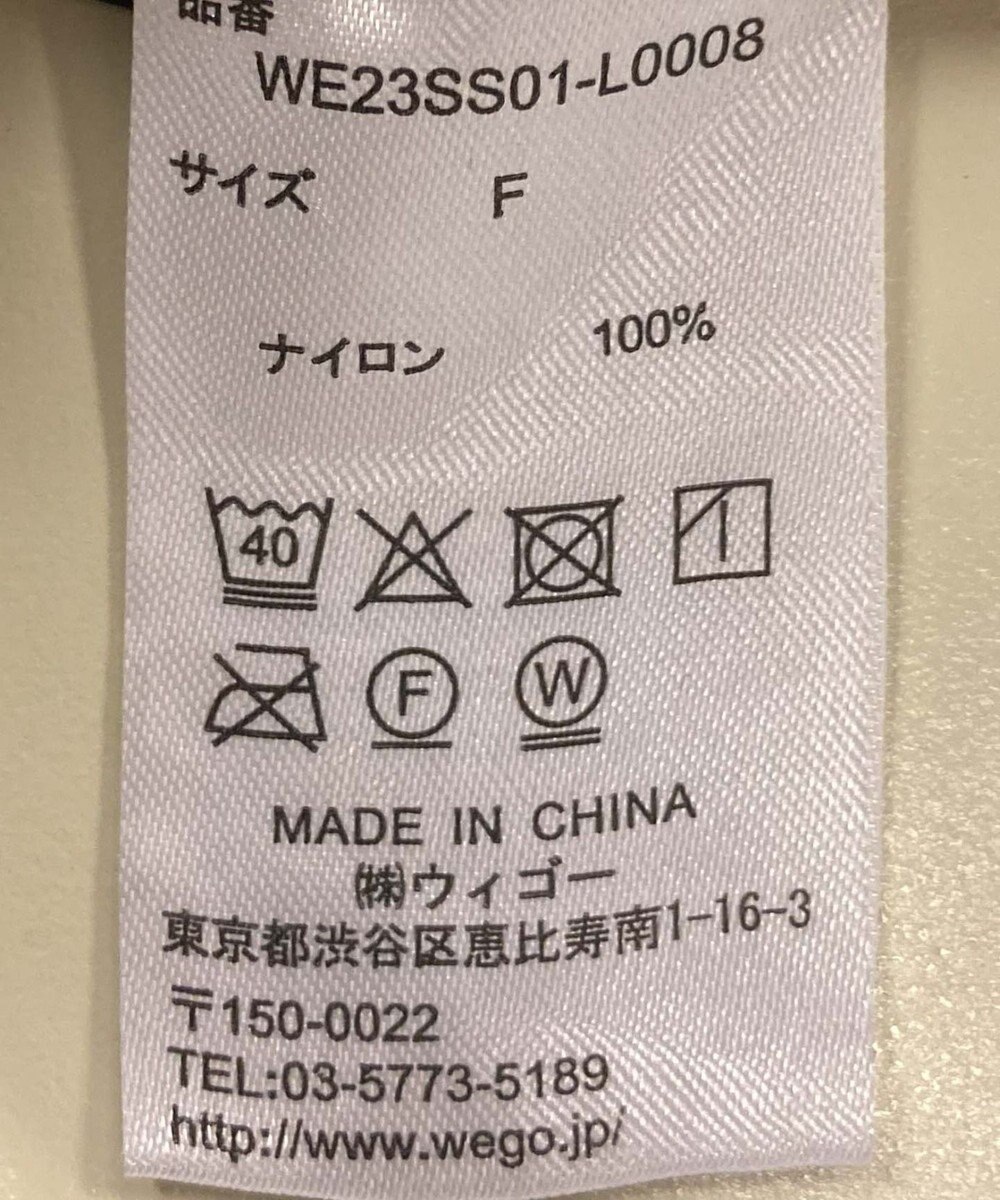 品番
WE23SS01-L0008
サイズ F
ナイロン 100%
40
F W
MADE IN CHINA
㈱ウィゴー
東京都渋谷区恵比寿南1-16-3
〒150-0022
TEL:03-5773-5189
http://www.wego.jp/